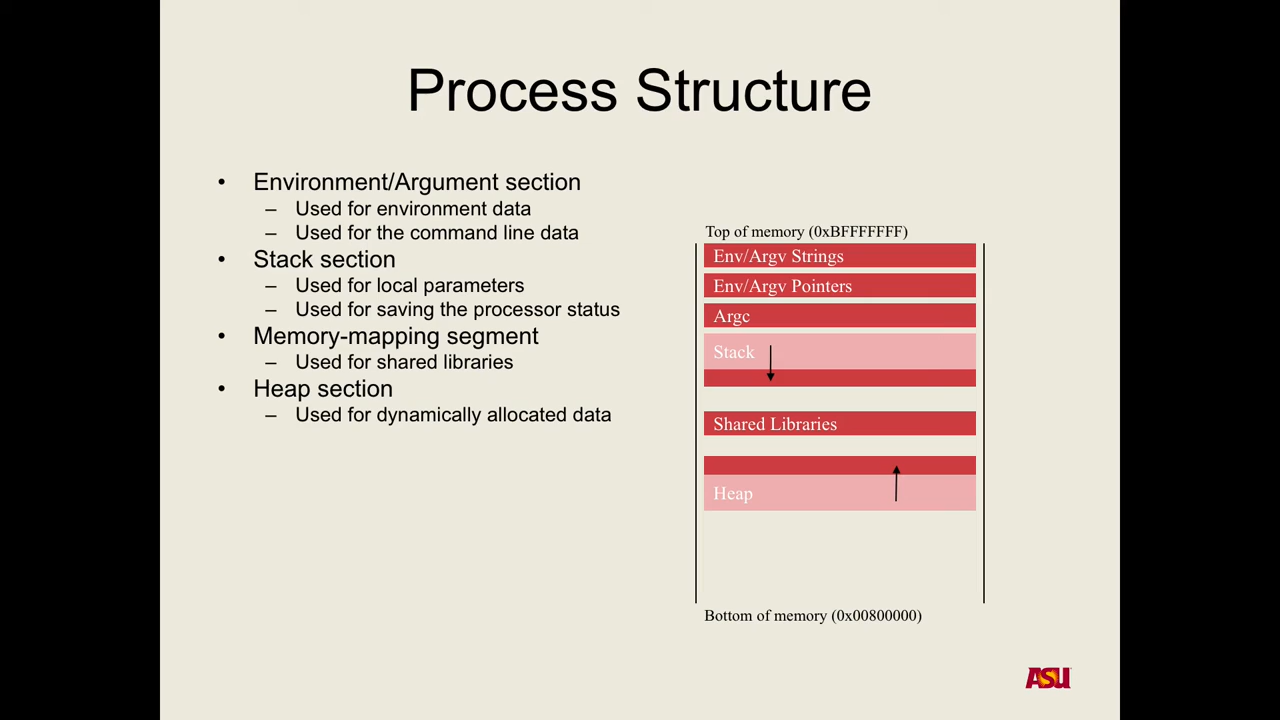 Process Structure
• Environment/Argument section
– Used for environment data
– Used for the command line data
• Stack section
– Used for local parameters
– Used for saving the processor status
• Memory-mapping segment
– Used for shared libraries
• Heap section
– Used for dynamically allocated data
Top of memory (0xBFFFFFFF)
Env/Argv Strings
Env/Argv Pointers
Argc
Stack
Shared Libraries
Heap
Bottom of memory (0x00800000)
ASU